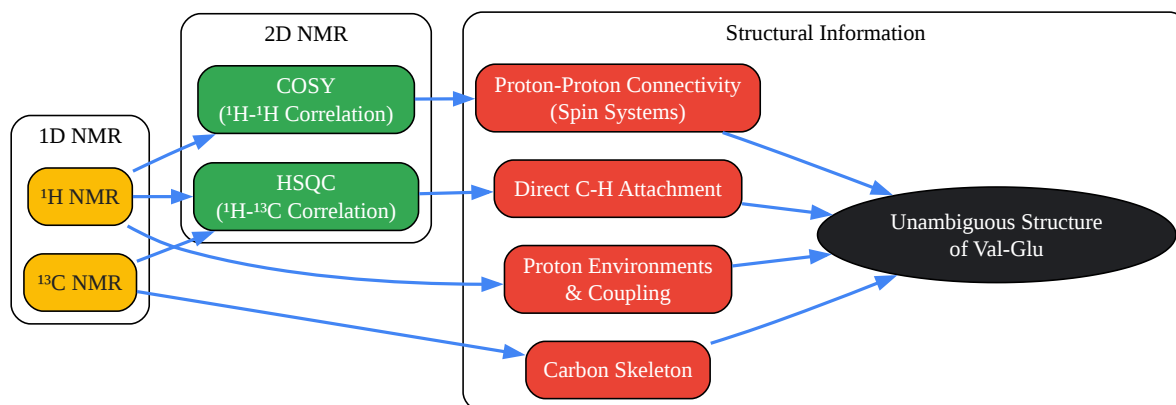 1D NMR
¹H NMR
¹³C NMR
2D NMR
COSY
(¹H-¹H Correlation)
HSQC
(¹H-¹³C Correlation)
Structural Information
Proton-Proton Connectivity
(Spin Systems)
Direct C-H Attachment
Proton Environments
& Coupling
Carbon Skeleton
Unambiguous Structure
of Val-Glu